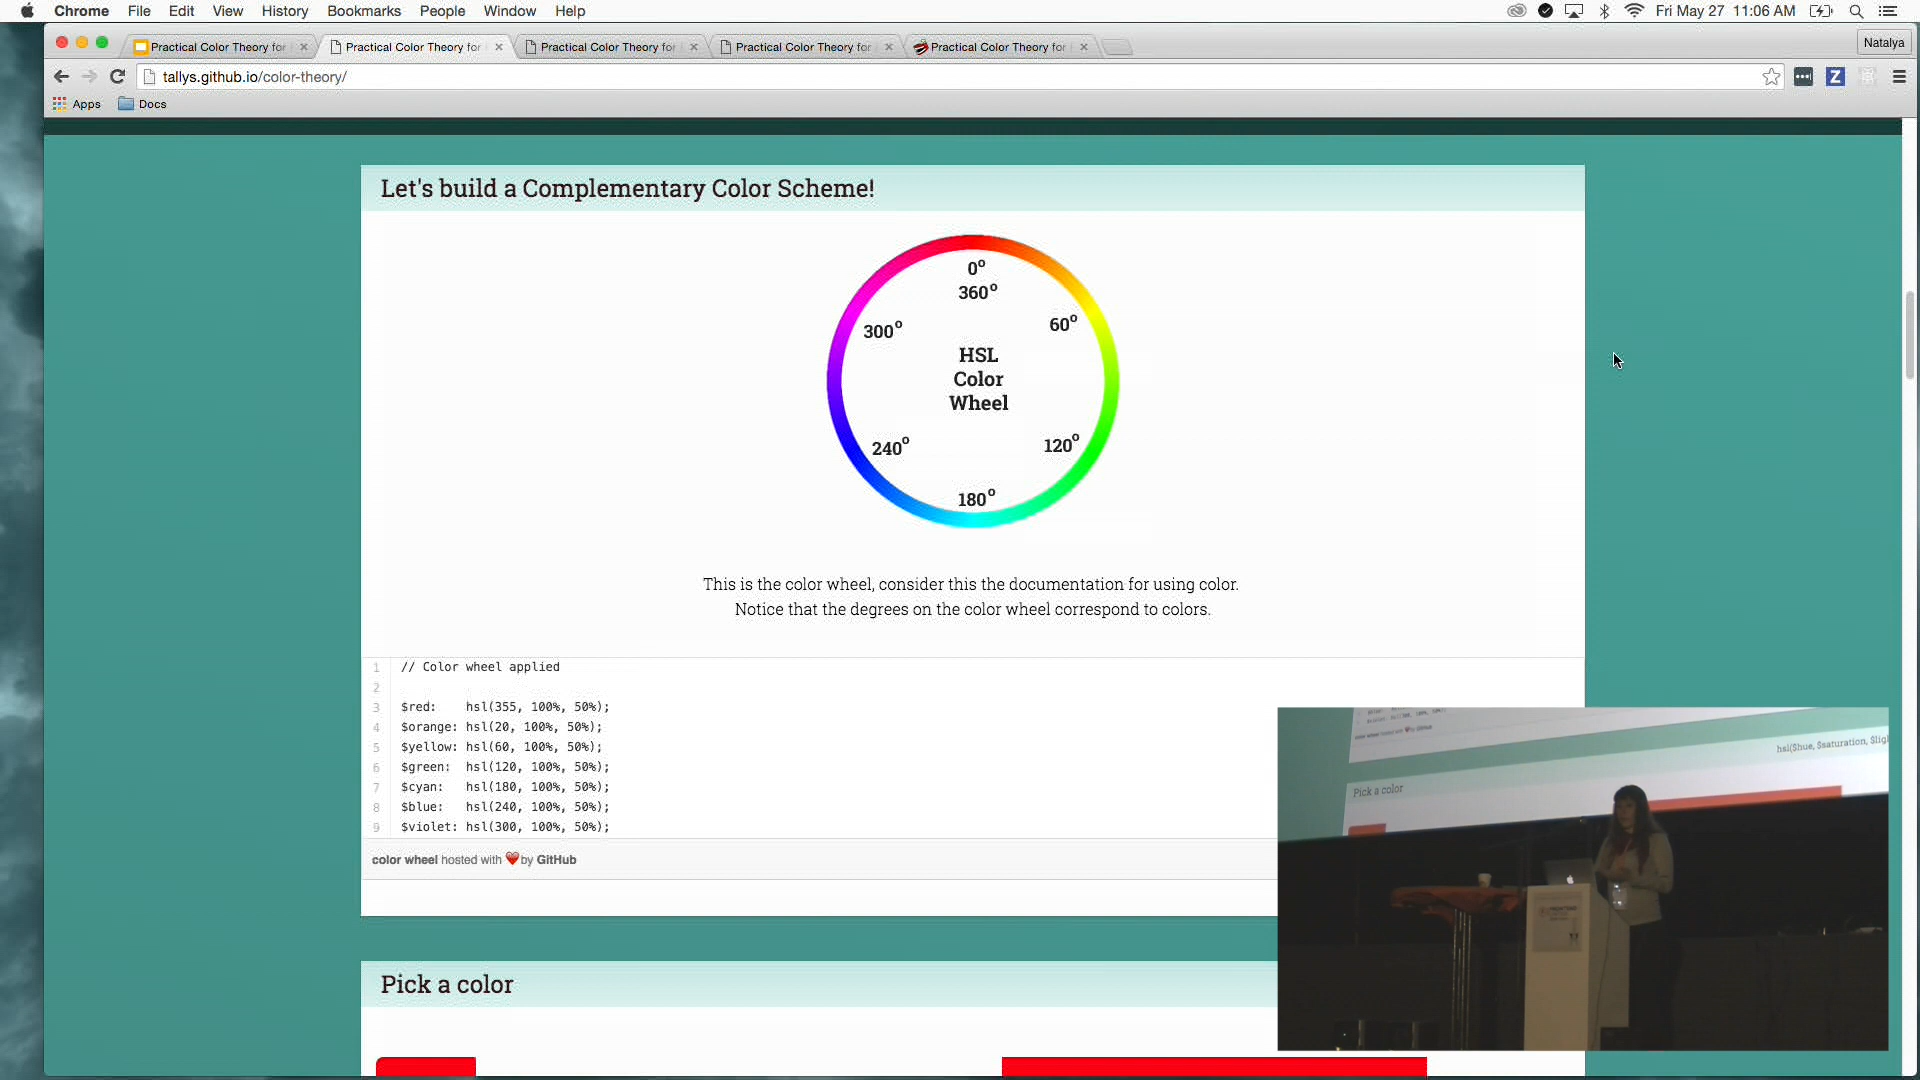 Chrome File Edit View History Bookmarks People Window Help Fri May 27 11:06 AM
Practical Color Theory for Practical Color Theory for Practical Color Theory for Practical Color Theory for Practical Color Theory for Natalya
tallys.github.io/color-theory/ Z
Apps Docs
Let's build a Complementary Color Scheme!
0°
360°
300° 60°
HSL
Color
Wheel
240° 120°
180°
This is the color wheel, consider this the documentation for using color.
Notice that the degrees on the color wheel correspond to colors.
1 // Color wheel applied
2
3 $red: hsl(355, 100%, 50%);
4 $orange: hsl(20, 100%, 50%);
5 $yellow: hsl(60, 100%, 50%);
6 $green: hsl(120, 100%, 50%);
7 $cyan: hsl(180, 100%, 50%);
8 $blue: hsl(240, 100%, 50%);
9 $violet: hsl(300, 100%, 50%);
color wheel hosted with ❤ by GitHub
Pick a color
hsl($hue, $saturation, $ligh
Pick a color